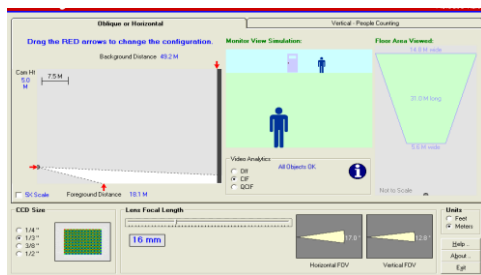 Oblique or Horizontal
Vertical - People Counting
Drag the RED arrows to change the configuration.
Background Distance 49.2 M
Cam Ht
5.0
M
7.5 M
5X Scale
Foreground Distance 18.1 M
Monitor View Simulation:
Video Analytics
All Objects OK
DR
CIF
QCIF
Floor Area Viewed:
14.8 M wide
31.0 M long
5.6 M wide
Not to Scale
CCD Size
1/4 "
1/3 "
3/8 "
1/2 "
Lens Focal Length
16 mm
17.0 °
Horizontal FOV
12.8 °
Vertical FOV
Units
Feet
Meters
Help...
About...
Exit